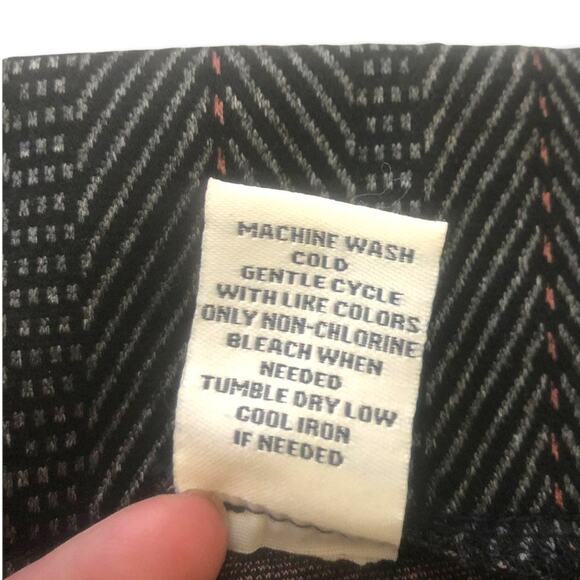 MACHINE WASH
COLD
GENTLE CYCLE
WITH LIKE COLORS
ONLY NON-CHLORINE
BLEACH WHEN
NEEDED
TUMBLE DRY LOW
COOL IRON
IF NEEDED